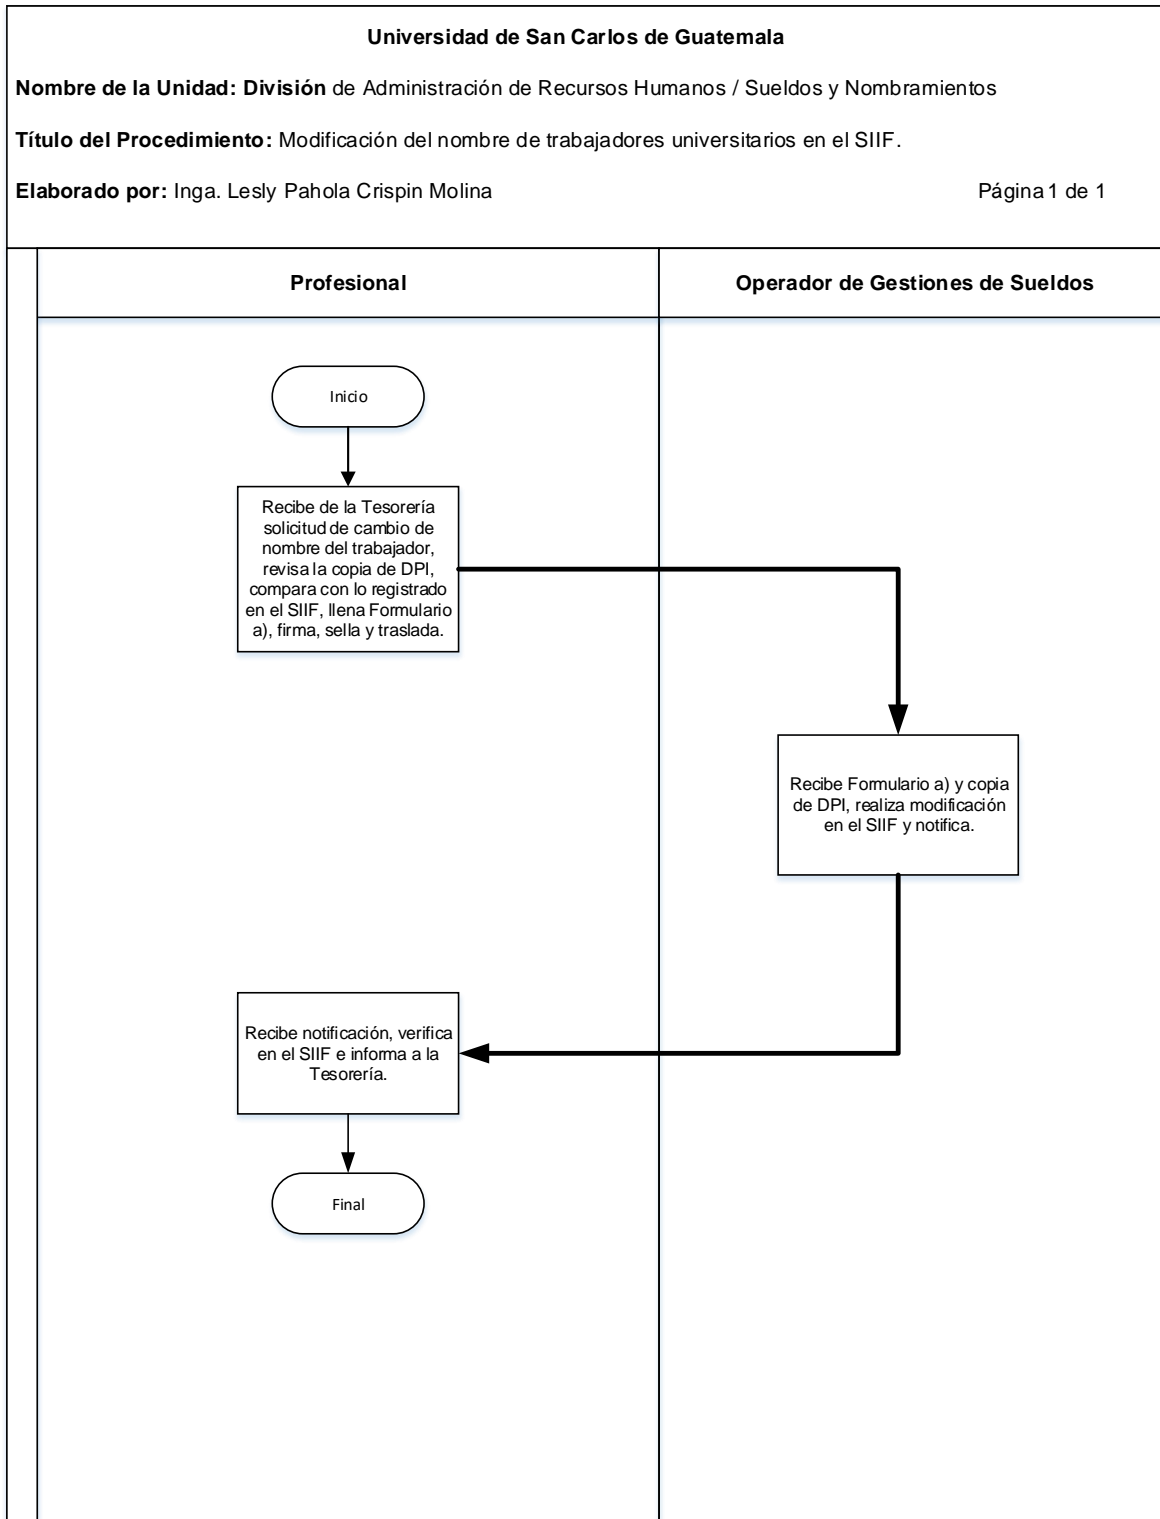 Universidad de San Carlos de Guatemala
Nombre de la Unidad: División de Administración de Recursos Humanos / Sueldos y Nombramientos
Título del Procedimiento: Modificación del nombre de trabajadores universitarios en el SIIF.
Elaborado por: Inga. Lesly Pahola Crispin Molina Página 1 de 1
Profesional
Operador de Gestiones de Sueldos
Inicio
Recibe de la Tesorería
solicitud de cambio de
nombre del trabajador,
revisa la copia de DPI,
compara con lo registrado
en el SIIF, llena Formulario
a), firma, sella y traslada.
Recibe Formulario a) y copia
de DPI, realiza modificación
en el SIIF y notifica.
Recibe notificación, verifica
en el SIIF e informa a la
Tesorería.
Final